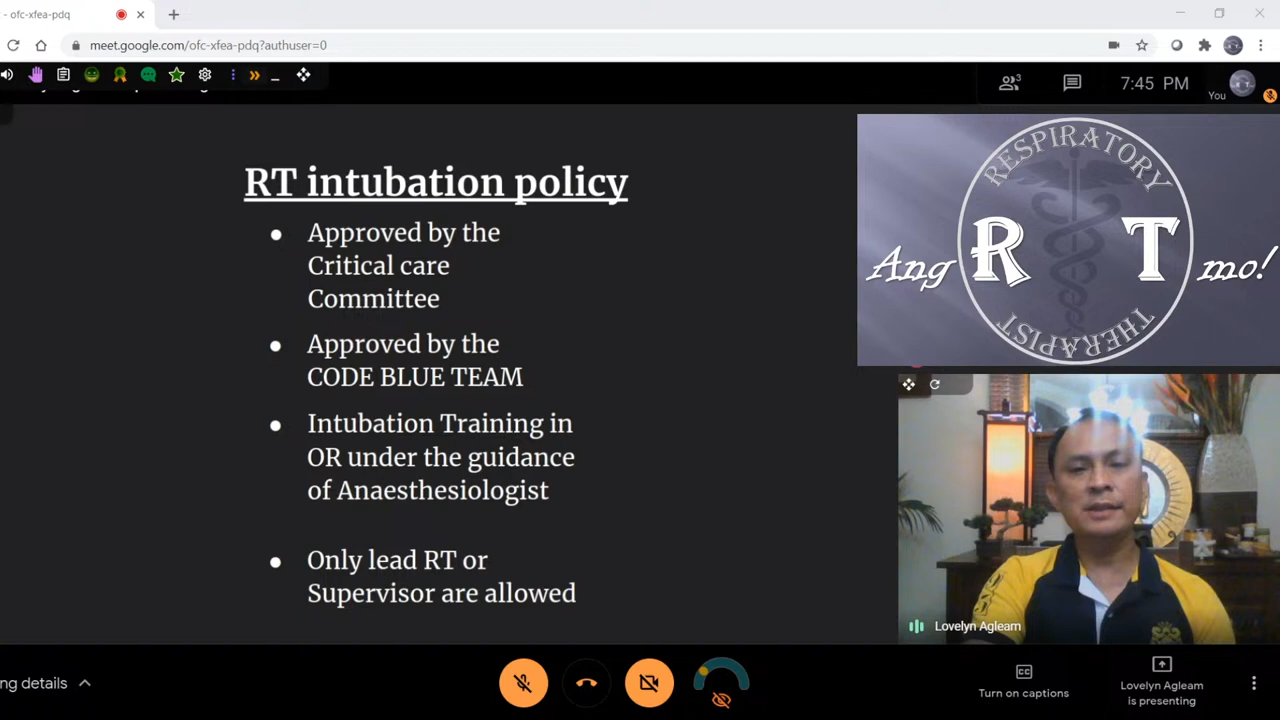 - ofc-xfea-pdq
meet.google.com/ofc-xfea-pdq?authuser=0
3
7:45 PM
You
RT intubation policy
● Approved by the
Critical care
Committee
● Approved by the
CODE BLUE TEAM
● Intubation Training in
OR under the guidance
of Anaesthesiologist
● Only lead RT or
Supervisor are allowed
RESPIRATORY
Ang RT mo!
THERAPIST
Lovelyn Agleam
ng details
CC
Turn on captions
Lovelyn Agleam
is presenting